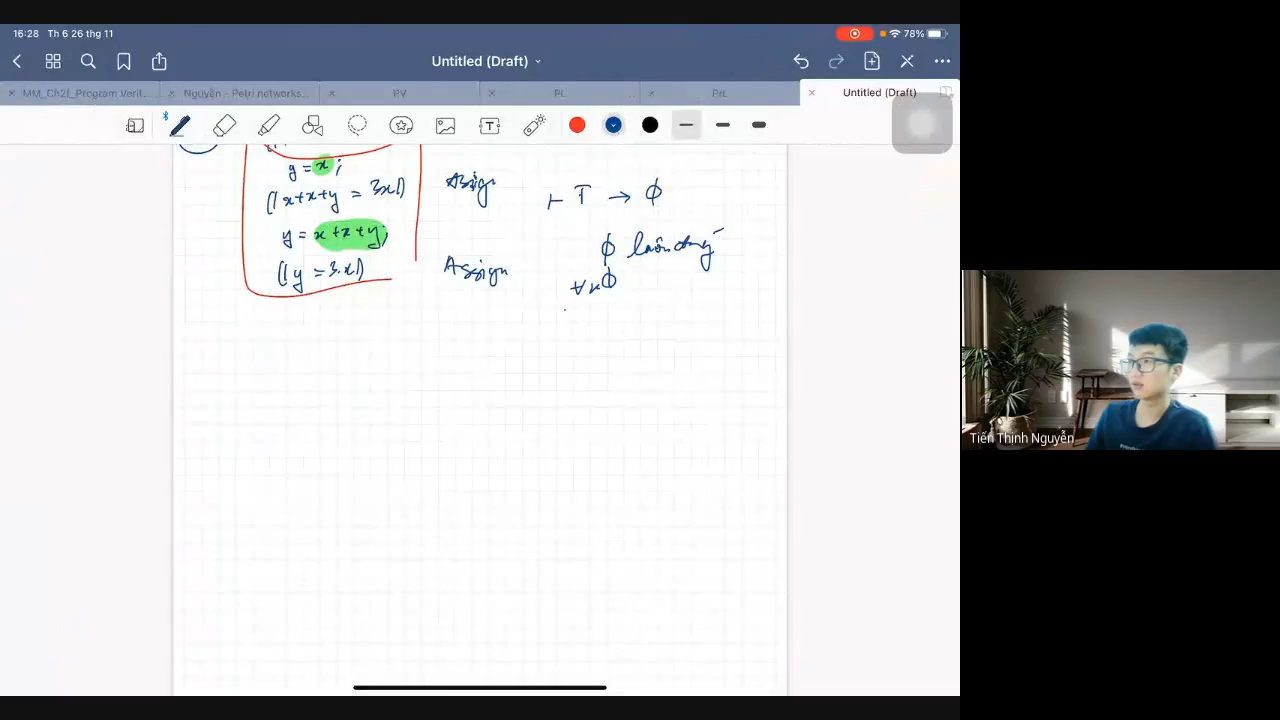 16:28 Th 6 26 thg 11
78%
Untitled (Draft)
MM_Ch2f_Program Verif...
Nguyễn - Petri networks...
PV
PL
PrL
Untitled (Draft)
T
y = x ;
(| x+x+y = 3x |) Assign
⊢ T → ϕ
y = x+x+y;
ϕ luôn đúng
(| y = 3.x |) Assign
∀x ϕ
Tiến Thịnh Nguyễn